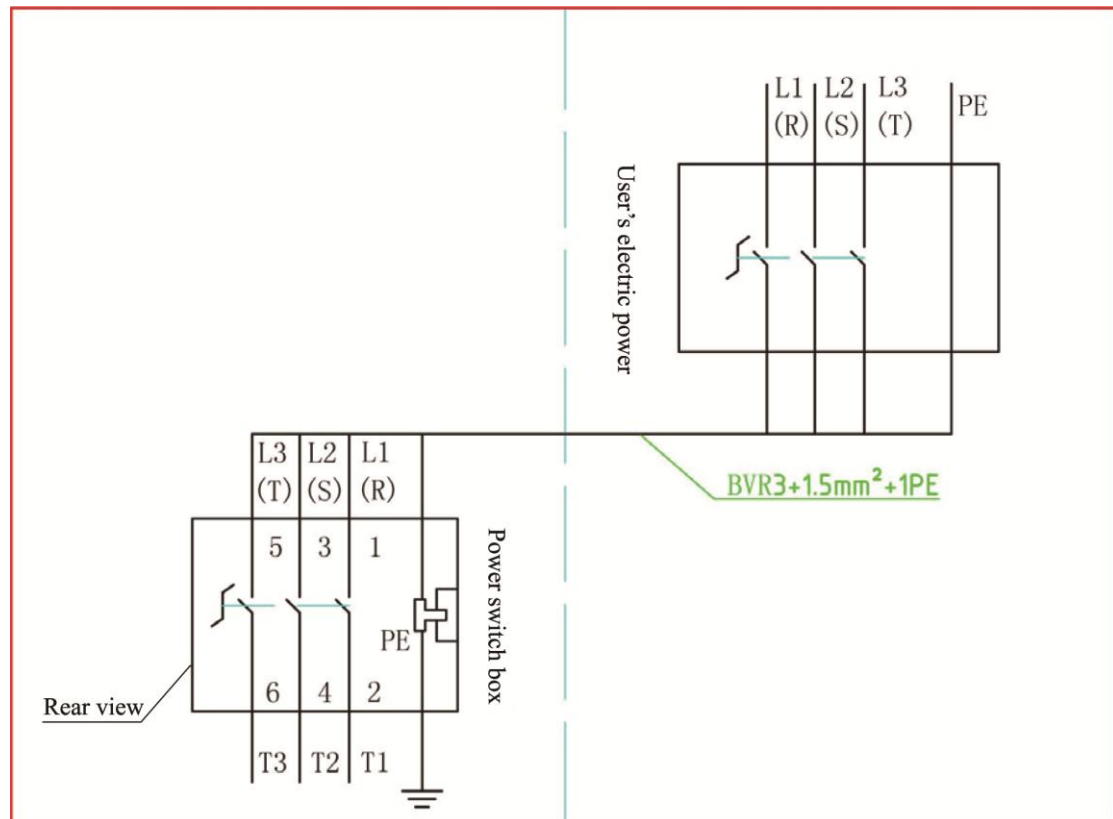 L1 L2 L3 PE
(R) (S) (T)
User's electric power
BVR3+1.5mm²+1PE
L3 L2 L1
(T) (S) (R)
5 3 1
Power switch box
PE
6 4 2
Rear view
T3 T2 T1